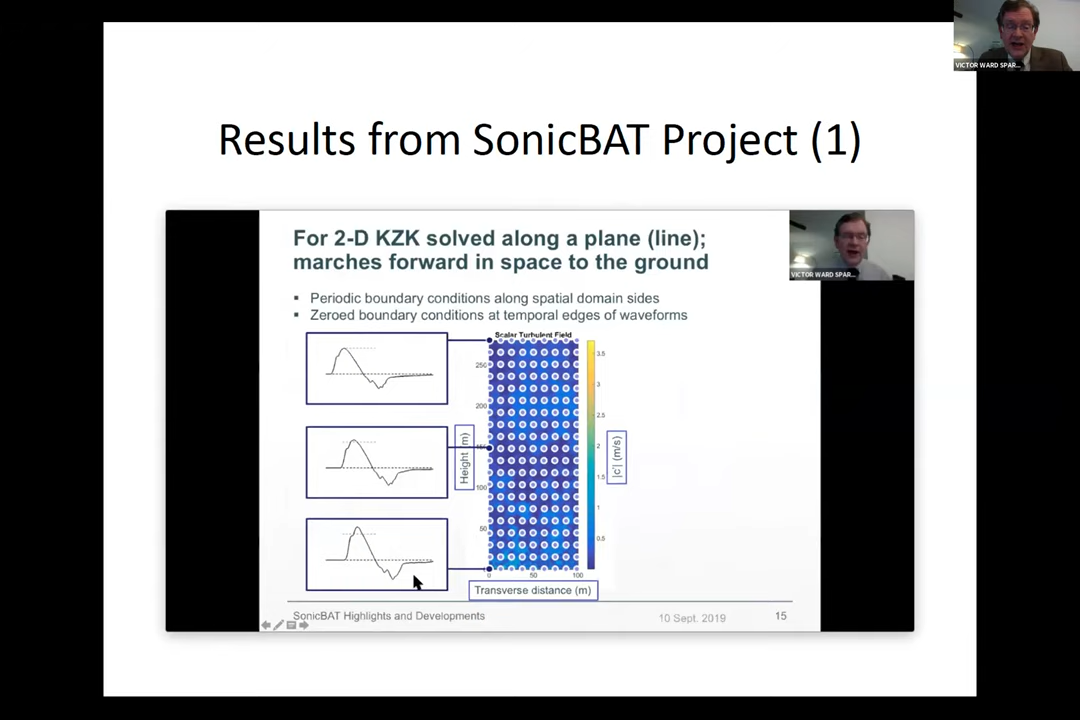 VICTOR WARD SPAR...
Results from SonicBAT Project (1)
For 2-D KZK solved along a plane (line);
marches forward in space to the ground
VICTOR WARD SPAR...
▪ Periodic boundary conditions along spatial domain sides
▪ Zeroed boundary conditions at temporal edges of waveforms
Scalar Turbulent Field
250
200
100
50
Height (m)
0 50 100
Transverse distance (m)
3.5
3
2.5
2
1.5
1
0.5
|c'| (m/s)
SonicBAT Highlights and Developments
10 Sept. 2019
15